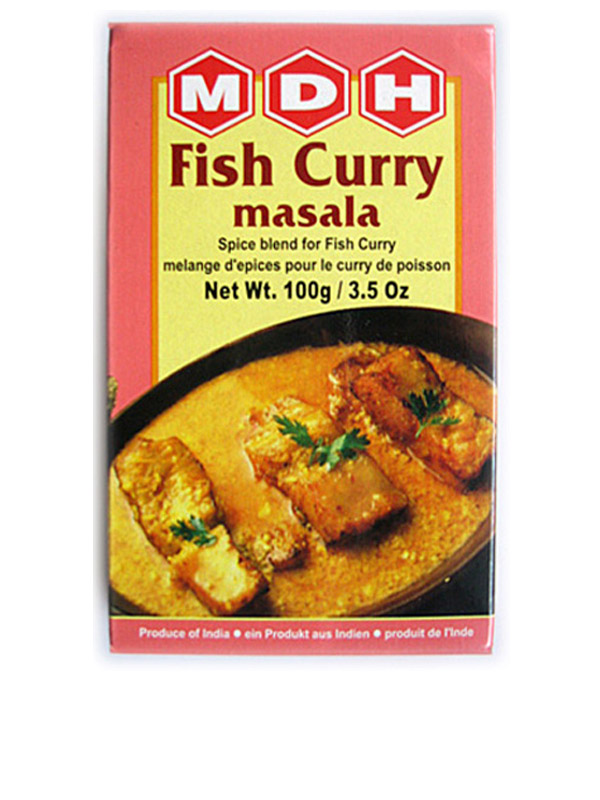 MDH
Fish Curry
masala
Spice blend for Fish Curry
melange d'epices pour le curry de poisson
Net Wt. 100g / 3.5 Oz
Produce of India ● ein Produkt aus Indien ● produit de l'Inde